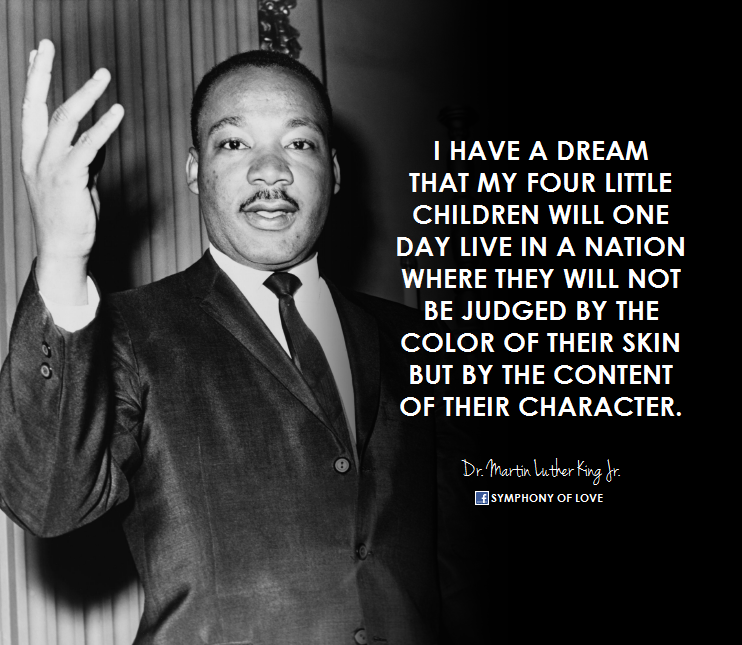 I HAVE A DREAM
THAT MY FOUR LITTLE
CHILDREN WILL ONE
DAY LIVE IN A NATION
WHERE THEY WILL NOT
BE JUDGED BY THE
COLOR OF THEIR SKIN
BUT BY THE CONTENT
OF THEIR CHARACTER.
Dr. Martin Luther King Jr.
f SYMPHONY OF LOVE